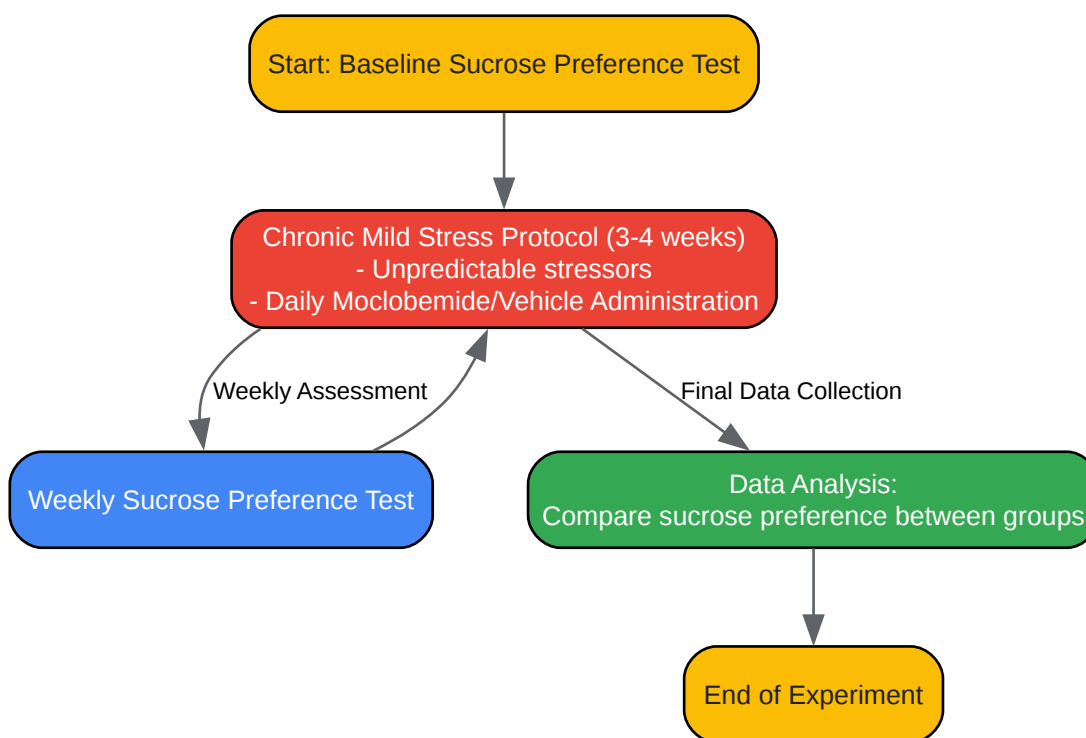 Start: Baseline Sucrose Preference Test
Chronic Mild Stress Protocol (3-4 weeks)
- Unpredictable stressors
- Daily Moclobemide/Vehicle Administration
Weekly Assessment
Final Data Collection
Weekly Sucrose Preference Test
Data Analysis:
Compare sucrose preference between groups
End of Experiment